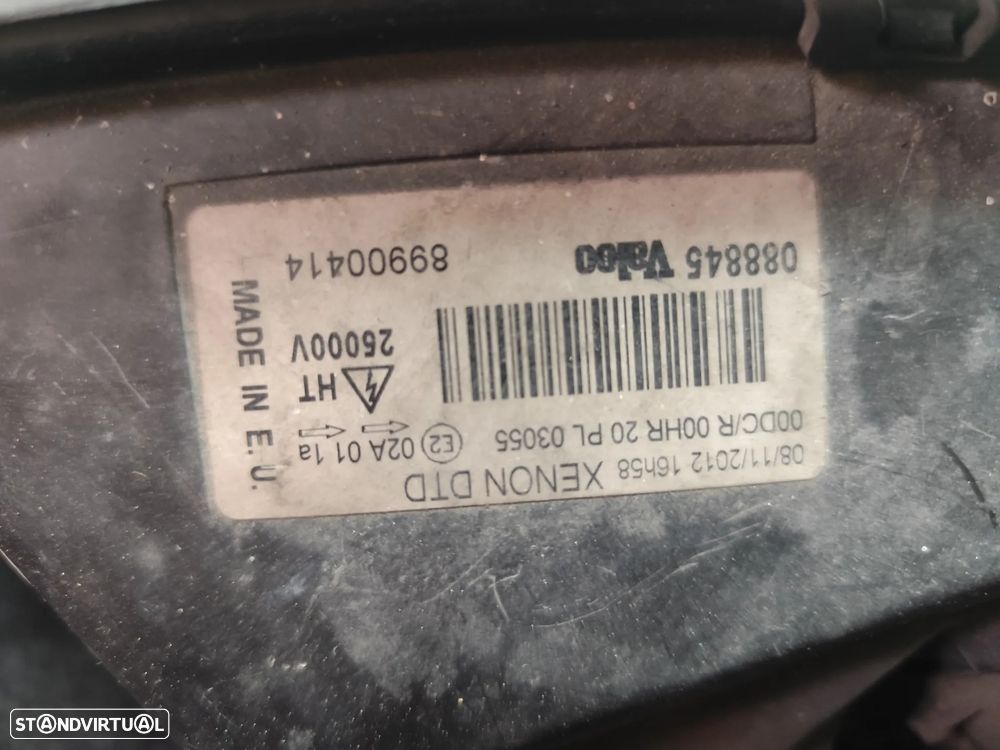 08/11/2012 16h58 XENON DTD
00DC/R 00HR 20 PL 03055 E2 02A 01 1a
HT
25000V
088845 Valeo 89900414
MADE IN E.U.
STANDVIRTUAL